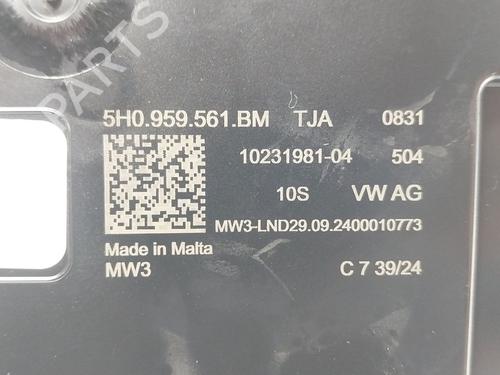 PARTS
5H0.959.561.BM TJA 0831
10231981-04 504
10S VW AG
MW3-LND29.09.2400010773
Made in Malta
MW3 C 7 39/24